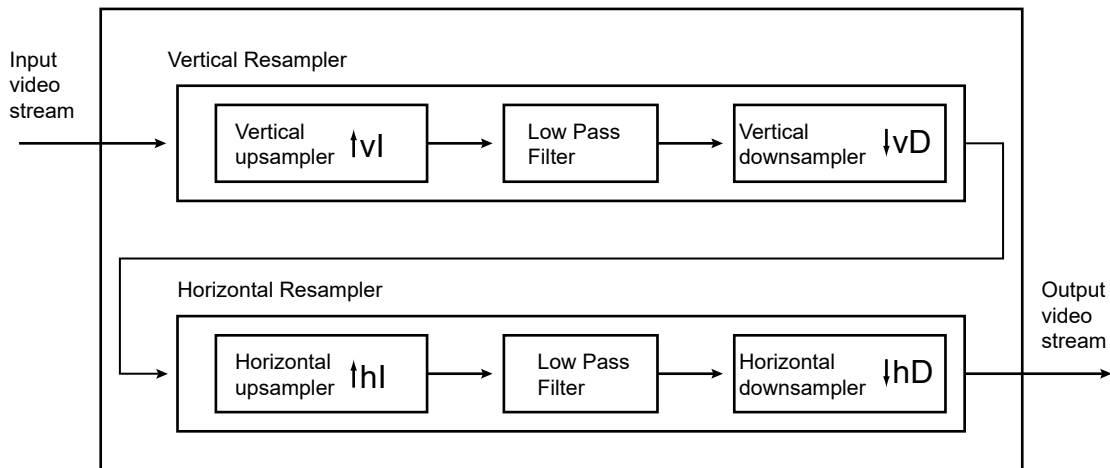 Input
video
stream
Vertical Resampler
Vertical
upsampler
↑vI
Low Pass
Filter
Vertical
downsampler
↓vD
Horizontal Resampler
Horizontal
upsampler
↑hI
Low Pass
Filter
Horizontal
downsampler
↓hD
Output
video
stream